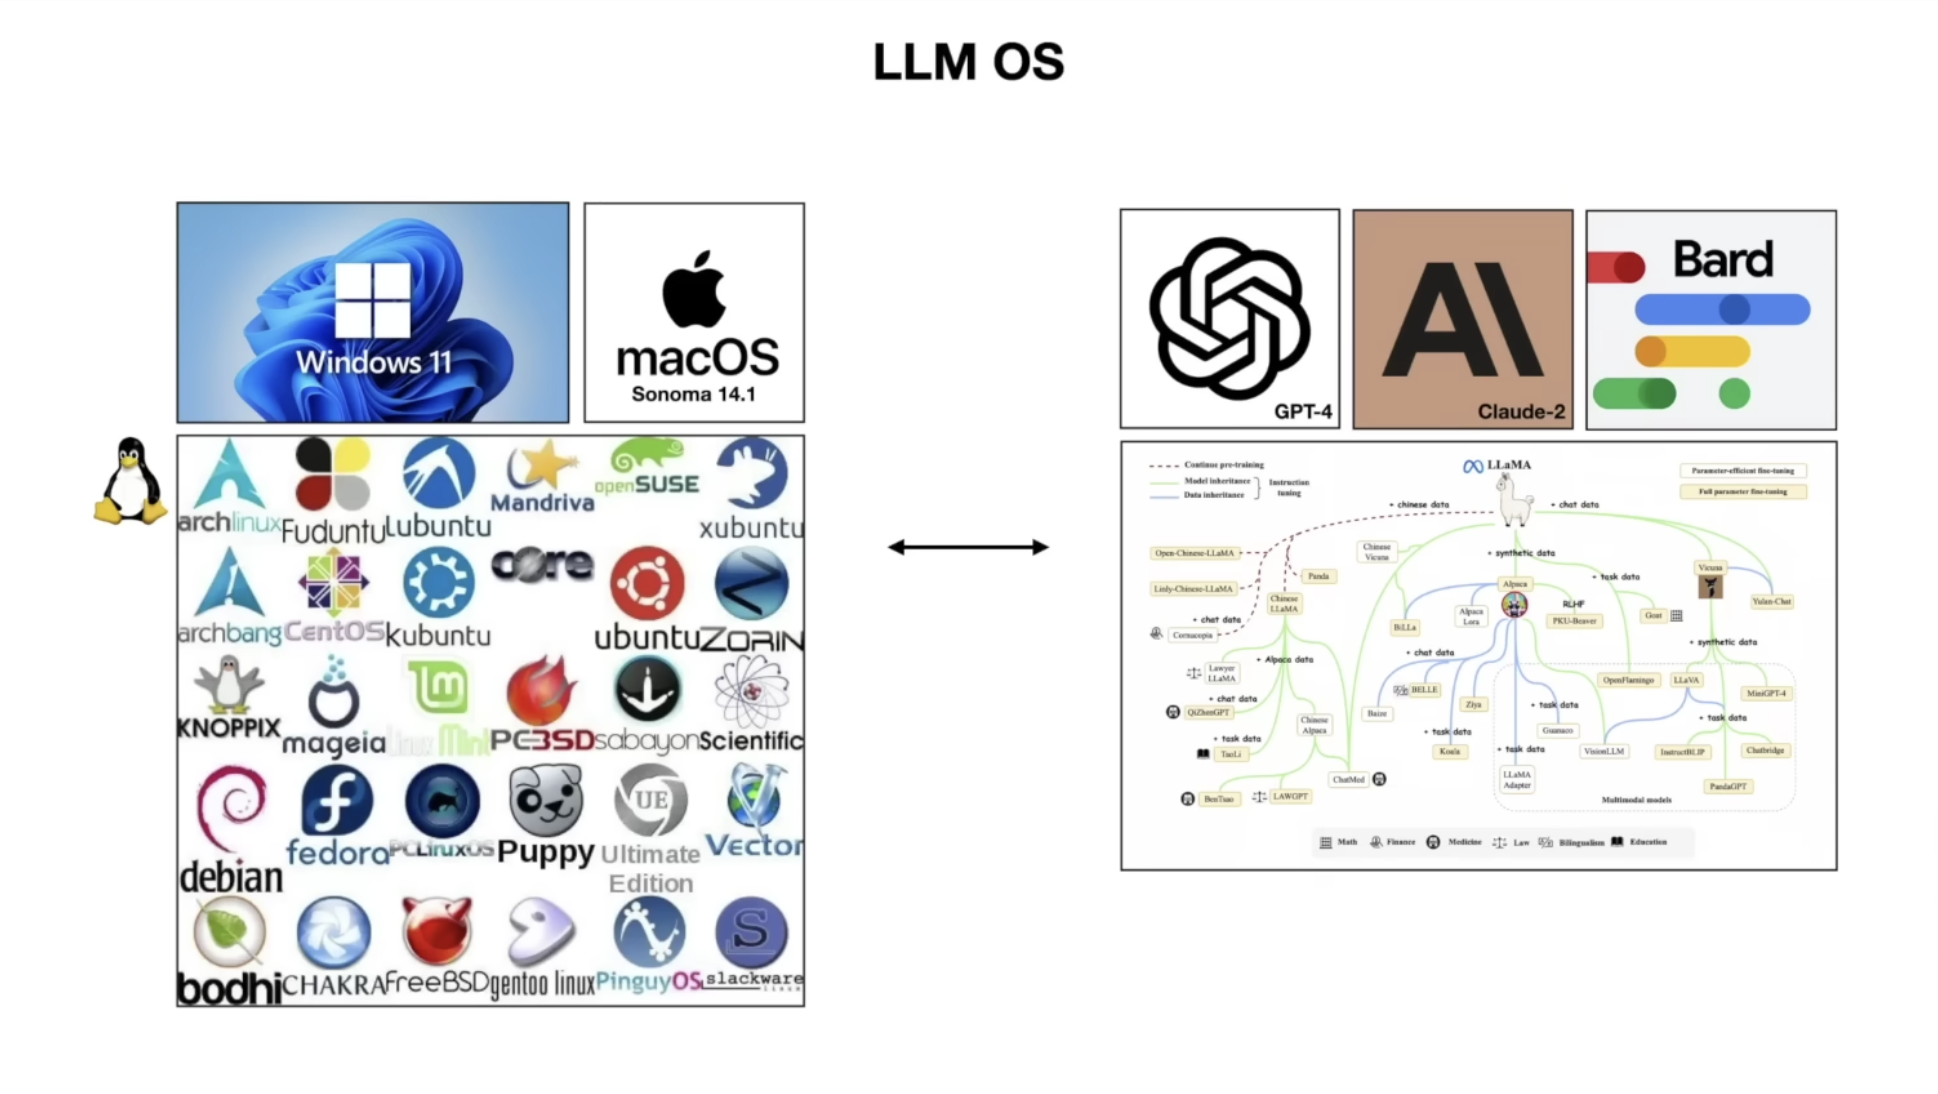 LLM OS
Windows 11
macOS
Sonoma 14.1
archlinux
Fuduntu
Lubuntu
Mandriva
openSUSE
xubuntu
archbang
CentOS
kubuntu
core
ubuntu
ZORIN
KNOPPIX
mageia
Linux Mint
PCBSD
sabayon
Scientific
debian
fedora
PCLinuxOS
Puppy
UE
Ultimate
Edition
Vector
bodhi
CHAKRA
FreeBSD
gentoo linux
PinguyOS
S
slackware
linux
GPT-4
Claude-2
Bard
Continue pre-training
Model inheritance
Data inheritance
Instruction
tuning
LLaMA
Parameter-efficient fine-tuning
Full parameter fine-tuning
+ chinese data
+ chat data
Open-Chinese-LLaMA
Linly-Chinese-LLaMA
Panda
Chinese
LLaMA
+ chat data
Cornucopia
Chinese
Vicuna
+ synthetic data
Alpaca
+ task data
Vicuna
Yulan-Chat
BiLLa
Alpaca
Lora
RLHF
PKU-Beaver
Goat
+ synthetic data
+ Alpaca data
Lawyer
LLaMA
+ chat data
QiZhenGPT
+ task data
TaoLi
Chinese
Alpaca
BenTsao
LAWGPT
ChatMed
+ chat data
BELLE
Baize
Ziya
+ task data
Koala
+ task data
Guanaco
+ task data
LLaMA
Adapter
OpenFlamingo
LLaVA
MiniGPT-4
+ task data
VisionLLM
InstructBLIP
Chatbridge
PandaGPT
Multimodal models
Math
Finance
Medicine
Law
Bilingualism
Education